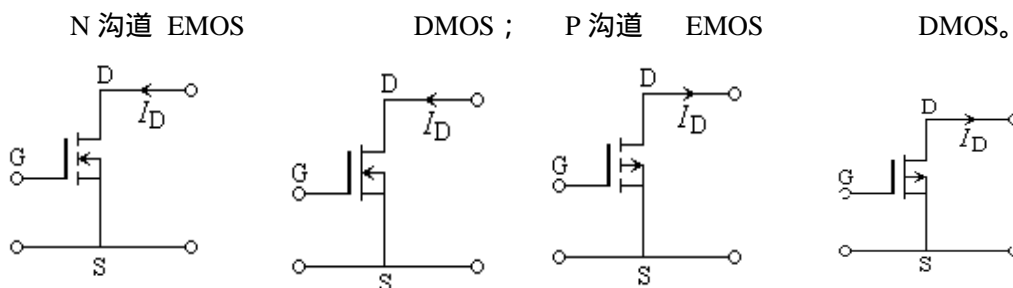 N 沟道 EMOS DMOS； P 沟道 EMOS DMOS。
D D D D
I_D I_D I_D I_D
G G G G
S S S S